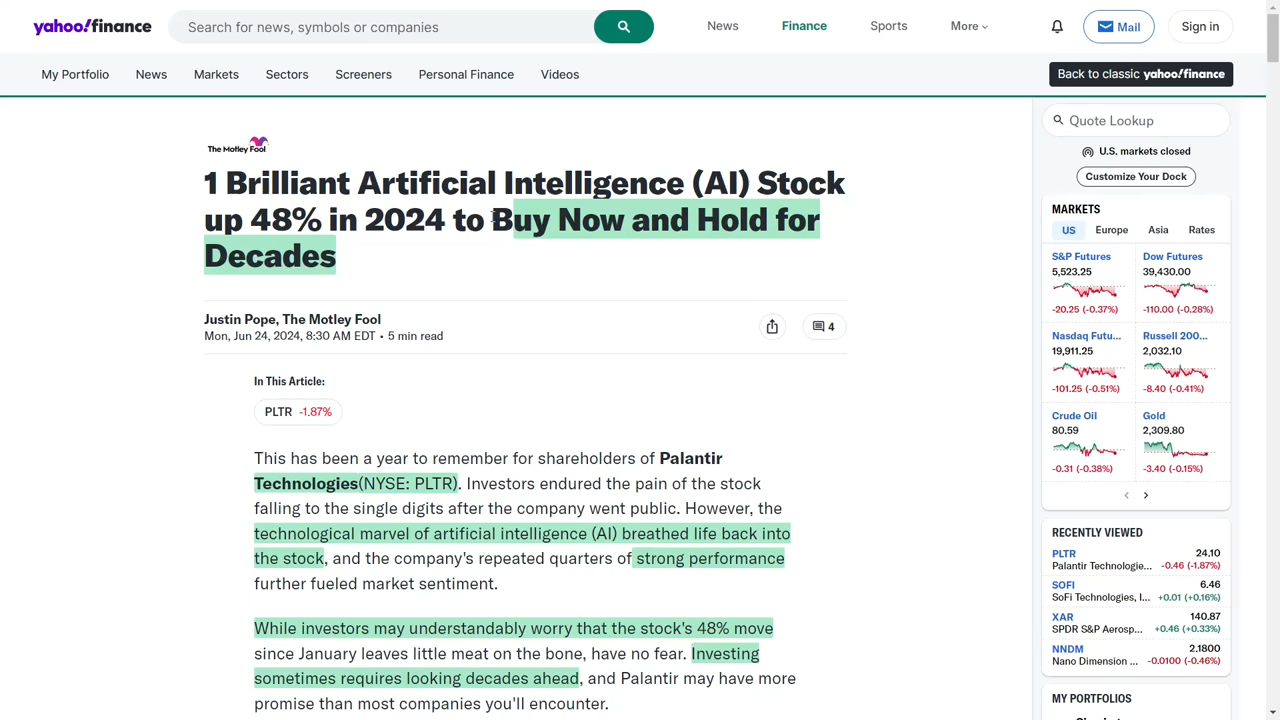 yahoo!finance
Search for news, symbols or companies
News
Finance
Sports
More
Mail
Sign in
My Portfolio
News
Markets
Sectors
Screeners
Personal Finance
Videos
Back to classic yahoo!finance
The Motley Fool
1 Brilliant Artificial Intelligence (AI) Stock
up 48% in 2024 to Buy Now and Hold for
Decades
Justin Pope, The Motley Fool
Mon, Jun 24, 2024, 8:30 AM EDT • 5 min read
4
In This Article:
PLTR -1.87%
This has been a year to remember for shareholders of Palantir
Technologies(NYSE: PLTR). Investors endured the pain of the stock
falling to the single digits after the company went public. However, the
technological marvel of artificial intelligence (AI) breathed life back into
the stock, and the company's repeated quarters of strong performance
further fueled market sentiment.
While investors may understandably worry that the stock's 48% move
since January leaves little meat on the bone, have no fear. Investing
sometimes requires looking decades ahead, and Palantir may have more
promise than most companies you'll encounter.
Quote Lookup
U.S. markets closed
Customize Your Dock
MARKETS
US
Europe
Asia
Rates
S&P Futures
5,523.25
-20.25 (-0.37%)
Dow Futures
39,430.00
-110.00 (-0.28%)
Nasdaq Futu...
19,911.25
-101.25 (-0.51%)
Russell 200...
2,032.10
-8.40 (-0.41%)
Crude Oil
80.59
-0.31 (-0.38%)
Gold
2,309.80
-3.40 (-0.15%)
RECENTLY VIEWED
PLTR 24.10
Palantir Technologie... -0.46 (-1.87%)
SOFI 6.46
SoFi Technologies, I... +0.01 (+0.16%)
XAR 140.87
SPDR S&P Aerosp... +0.46 (+0.33%)
NNDM 2.1800
Nano Dimension ... -0.0100 (-0.46%)
MY PORTFOLIOS